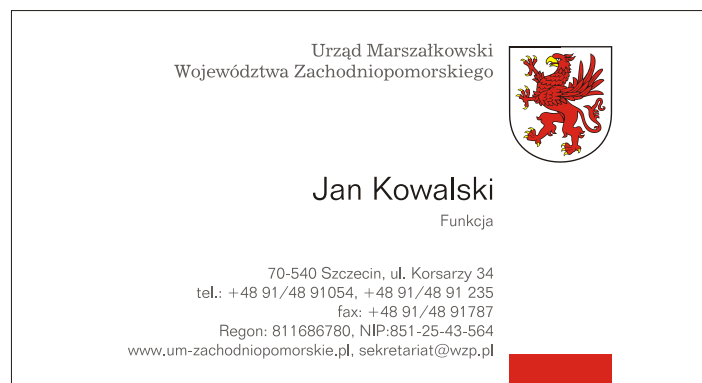 Urząd Marszałkowski
Województwa Zachodniopomorskiego
Jan Kowalski
Funkcja
70-540 Szczecin, ul. Korsarzy 34
tel.: +48 91/48 91054, +48 91/48 91 235
fax: +48 91/48 91787
Regon: 811686780, NIP:851-25-43-564
www.um-zachodniopomorskie.pl, sekretariat@wzp.pl